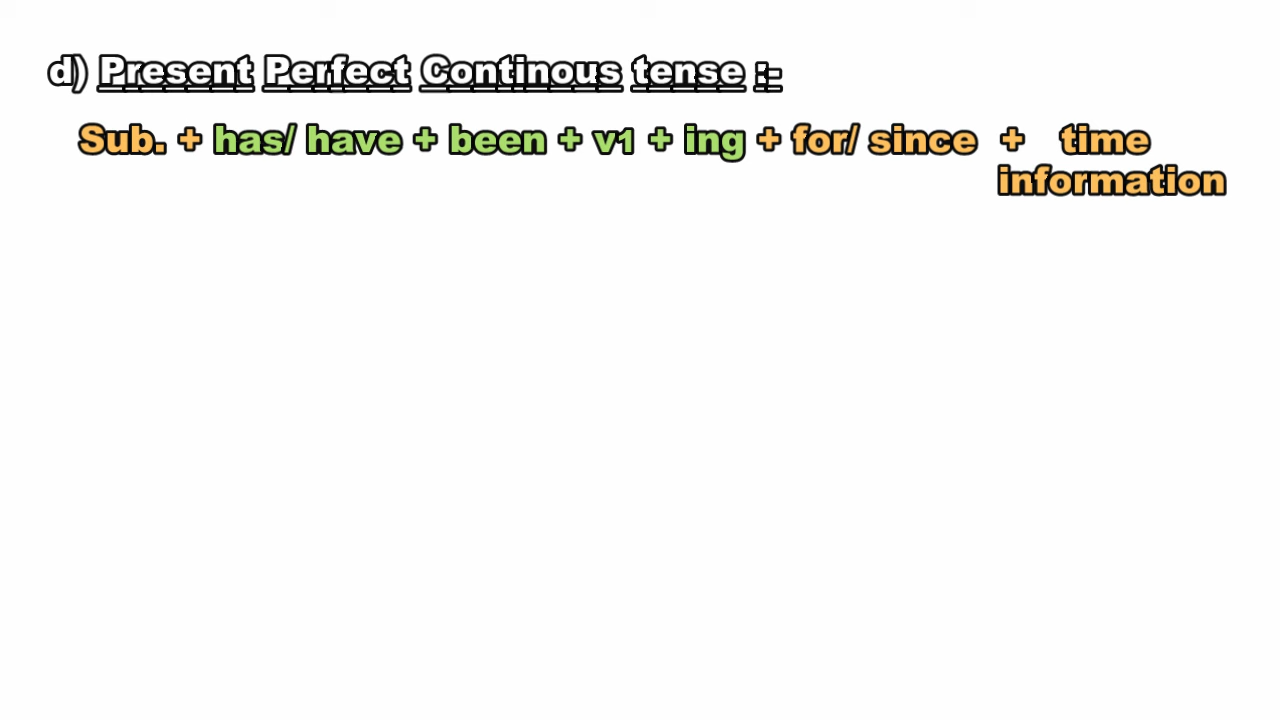 d) Present Perfect Continous tense :-
Sub. + has/ have + been + v1 + ing + for/ since + time
information